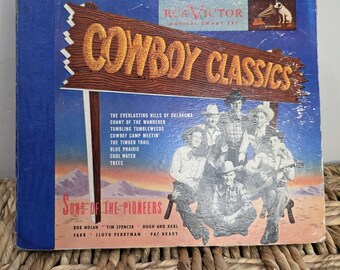 RCA VICTOR
COWBOY CLASSICS
THE EVERLASTING HILLS OF OKLAHOMA
CHANT OF THE WANDERER
TUMBLING TUMBLEWEEDS
COWBOY CAMP MEETIN'
THE TIMBER TRAIL
BLUE PRAIRIE
COOL WATER
TREES
SONS OF THE PIONEERS
BOB NOLAN • TIM SPENCER • HUGH AND KARL
FARR • LLOYD PERRYMAN • PAT BRADY